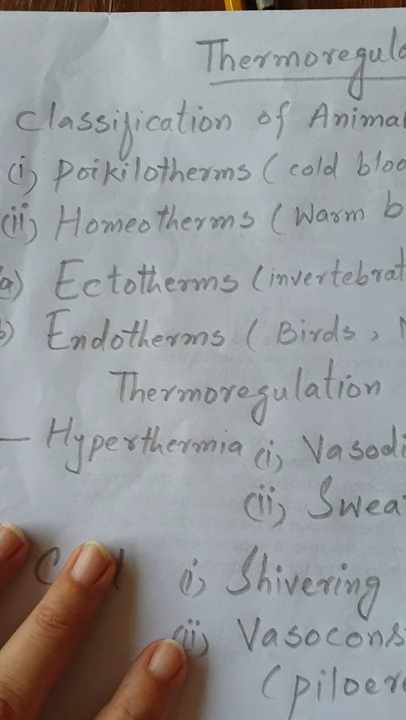 Thermoregula
Classification of Animal
(i) Poikilotherms (cold bloo
(ii) Homeotherms (Warm b
a) Ectotherms (invertebrat
b) Endotherms (Birds,
Thermoregulation
— Hyperthermia (i) Vasodi
(ii) Swea
(i) Shivering
(ii) Vasocons
(piloer